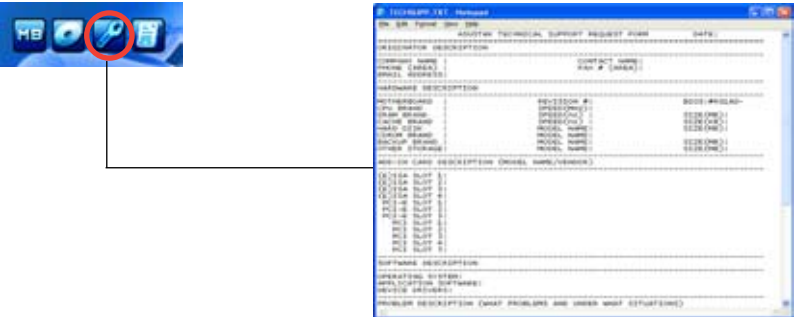 MB
TECHSUPP.TXT - Notepad
File Edit Format View Help
ASUSTEK TECHNICAL SUPPORT REQUEST FORM DATE:
ORIGINATOR DESCRIPTION
COMPANY NAME : CONTACT NAME:
PHONE (AREA) : FAX # (AREA):
EMAIL ADDRESS:
HARDWARE DESCRIPTION
MOTHERBOARD : REVISION #: BIOS:
CPU BRAND : SPEED(MHz):
DRAM BRAND : SPEED(ns) : SIZE(MB):
CACHE BRAND : SPEED(ns) : SIZE(KB):
HARD DISK : MODEL NAME: SIZE(MB):
CDROM BRAND : MODEL NAME:
BACKUP BRAND : MODEL NAME: SIZE(MB):
OTHER STORAGE: MODEL NAME: SIZE(MB):
ADD-ON CARD DESCRIPTION (MODEL NAME/VENDOR)
(E)ISA SLOT 1:
(E)ISA SLOT 2:
(E)ISA SLOT 3:
(E)ISA SLOT 4:
PCI-E SLOT 1:
PCI-E SLOT 2:
PCI-E SLOT 3:
PCI SLOT 1:
PCI SLOT 2:
PCI SLOT 3:
PCI SLOT 4:
PCI SLOT 5:
SOFTWARE DESCRIPTION
OPERATING SYSTEM:
APPLICATION SOFTWARE:
DEVICE DRIVERS:
PROBLEM DESCRIPTION (WHAT PROBLEMS AND UNDER WHAT SITUATIONS)